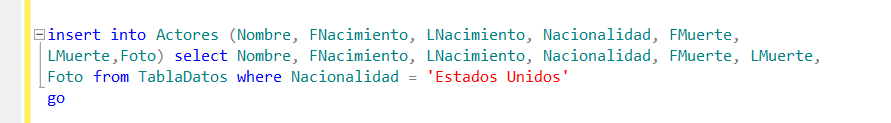 insert into Actores (Nombre, FNacimiento, LNacimiento, Nacionalidad, FMuerte,
LMuerte,Foto) select Nombre, FNacimiento, LNacimiento, Nacionalidad, FMuerte, LMuerte,
Foto from TablaDatos where Nacionalidad = 'Estados Unidos'
go